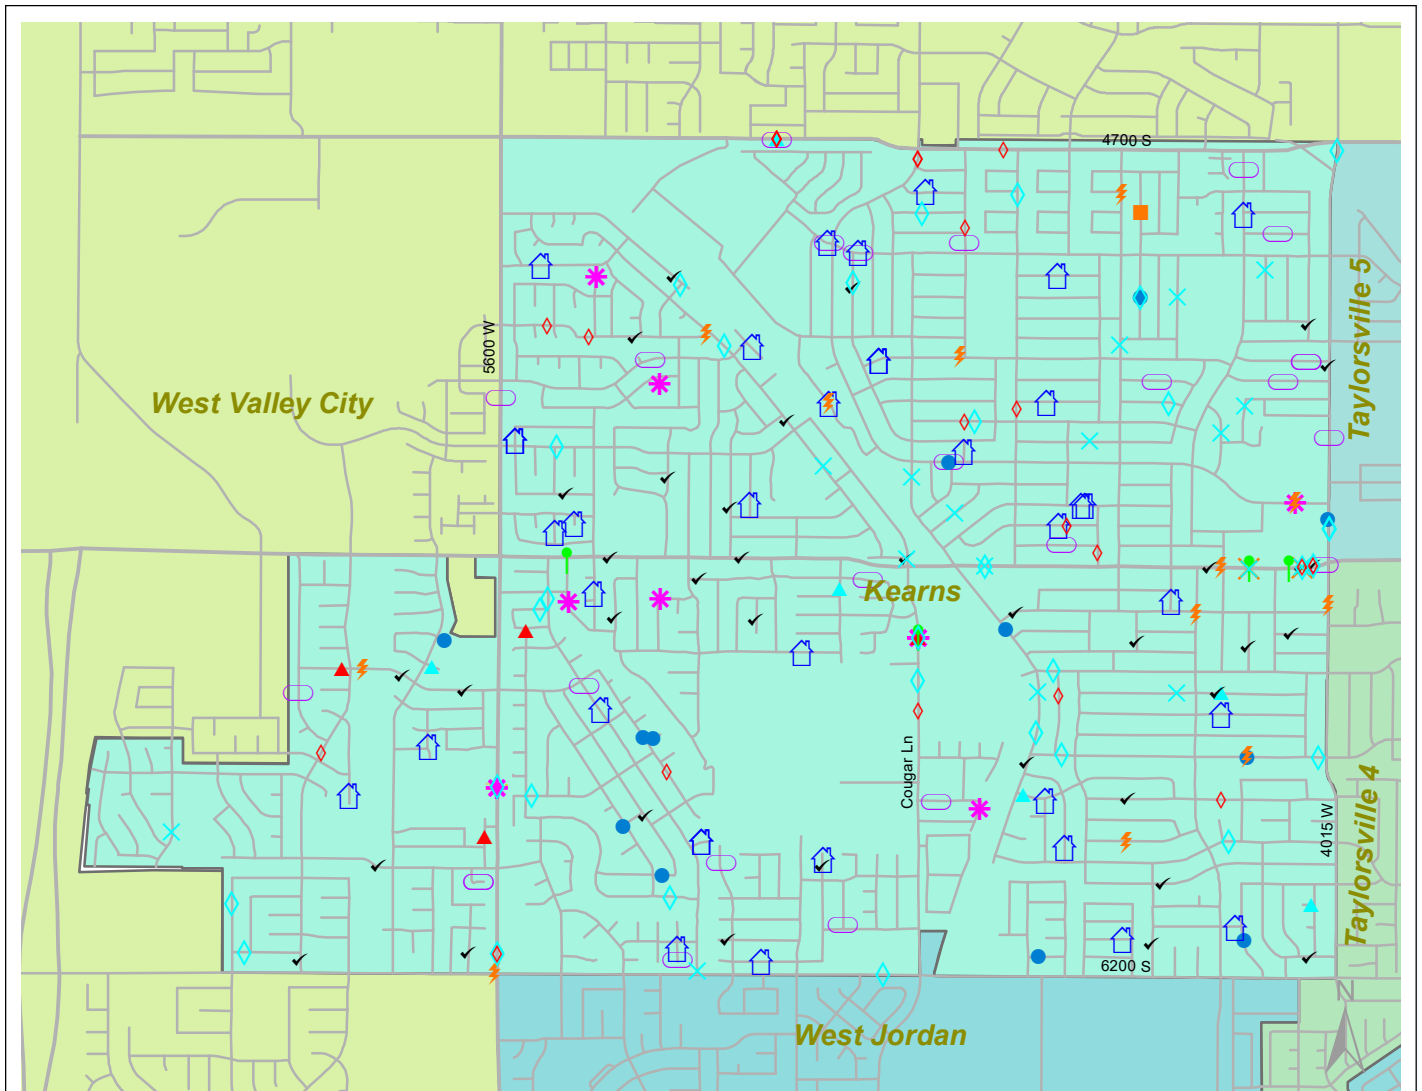 4700 S
Taylorsville 5
5600 W
West Valley City
Kearns
Cougar Ln
4015 W
Taylorsville 4
6200 S
N
West Jordan